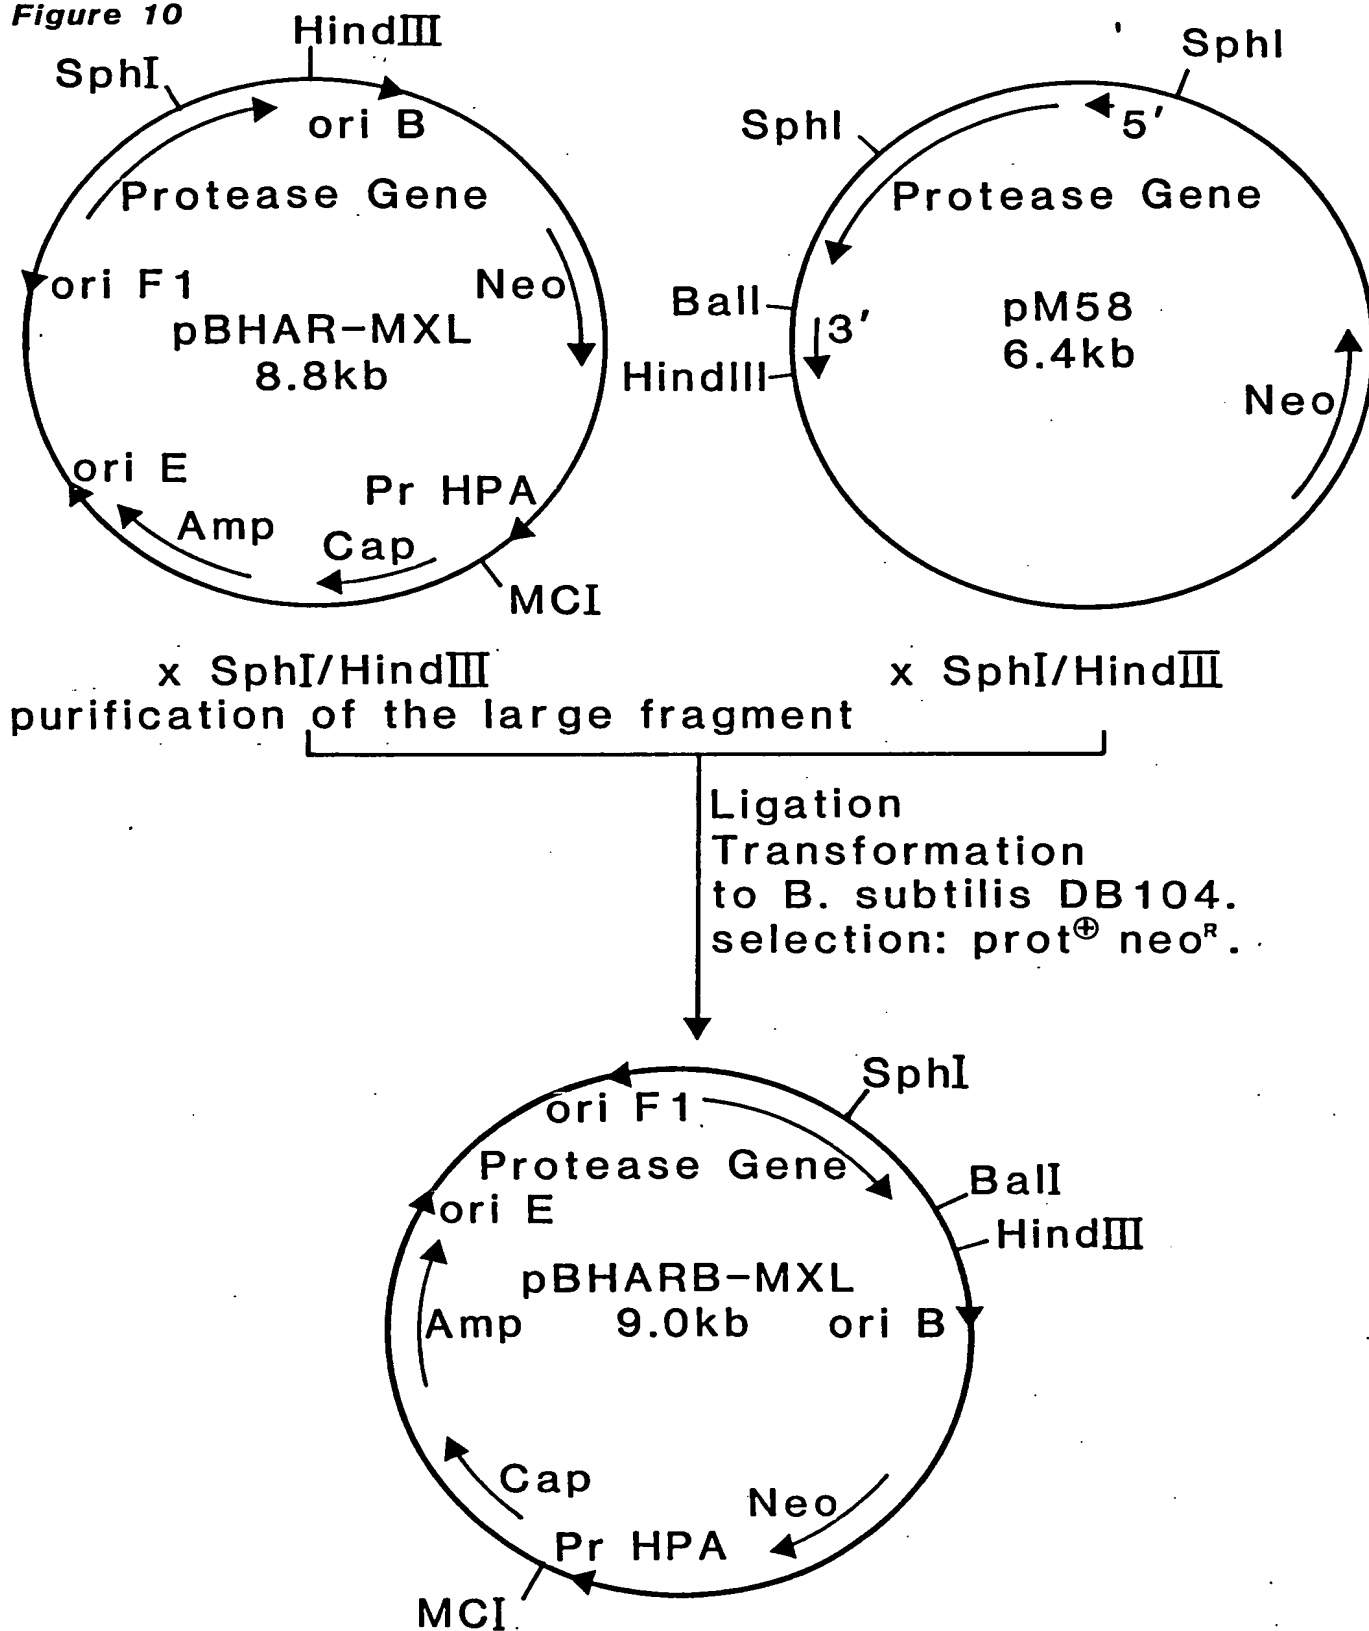 Figure 10
HindIII
SphI
ori B
Protease Gene
Neo
ori F1
pBHAR-MXL
8.8kb
ori E
Pr HPA
Amp
Cap
MCI
SphI
SphI
5'
Protease Gene
BalI
3'
pM58
6.4kb
HindIII
Neo
x SphI/HindIII
purification of the large fragment
x SphI/HindIII
Ligation
Transformation
to B. subtilis DB104.
selection: prot⊕ neoR.
SphI
ori F1
Protease Gene
BalI
ori E
HindIII
pBHARB-MXL
Amp
9.0kb
ori B
Cap
Neo
Pr HPA
MCI